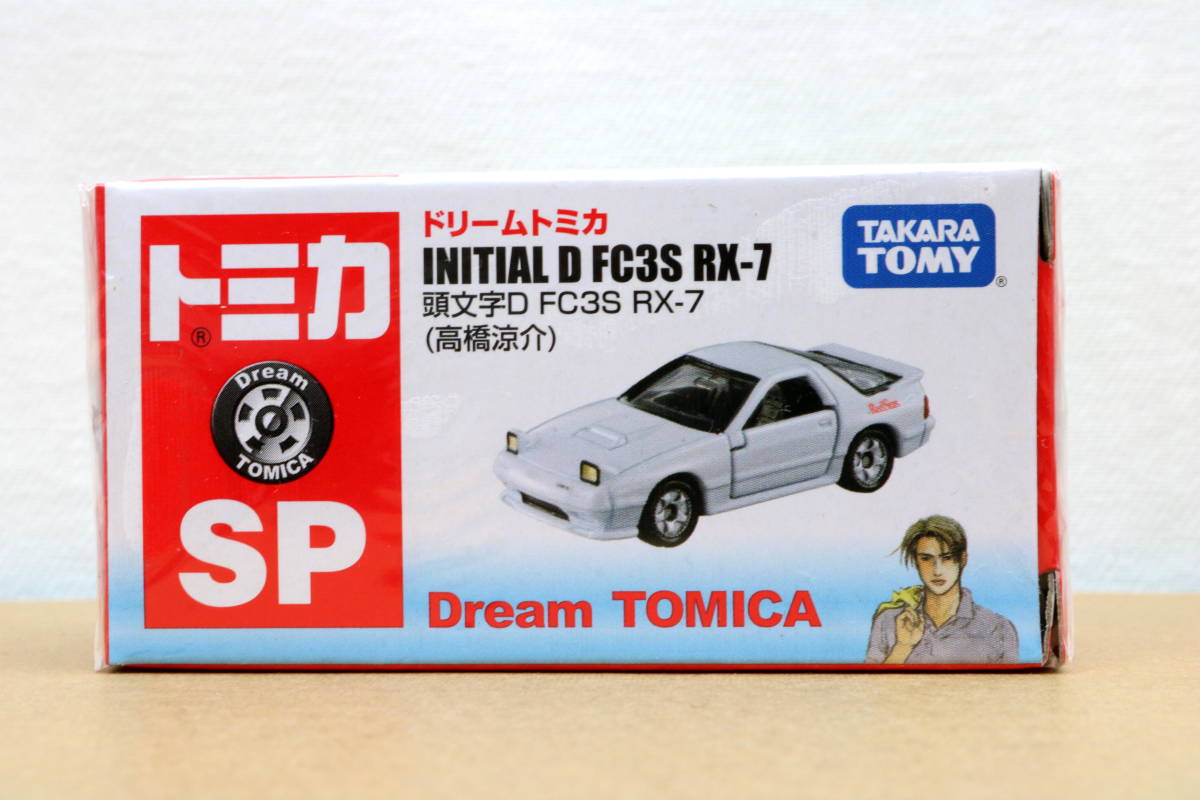 トミカ
®
Dream
TOMICA
SP
ドリームトミカ
INITIAL D FC3S RX-7
頭文字D FC3S RX-7
(高橋涼介)
TAKARA
TOMY
®
RedSuns
Dream TOMICA